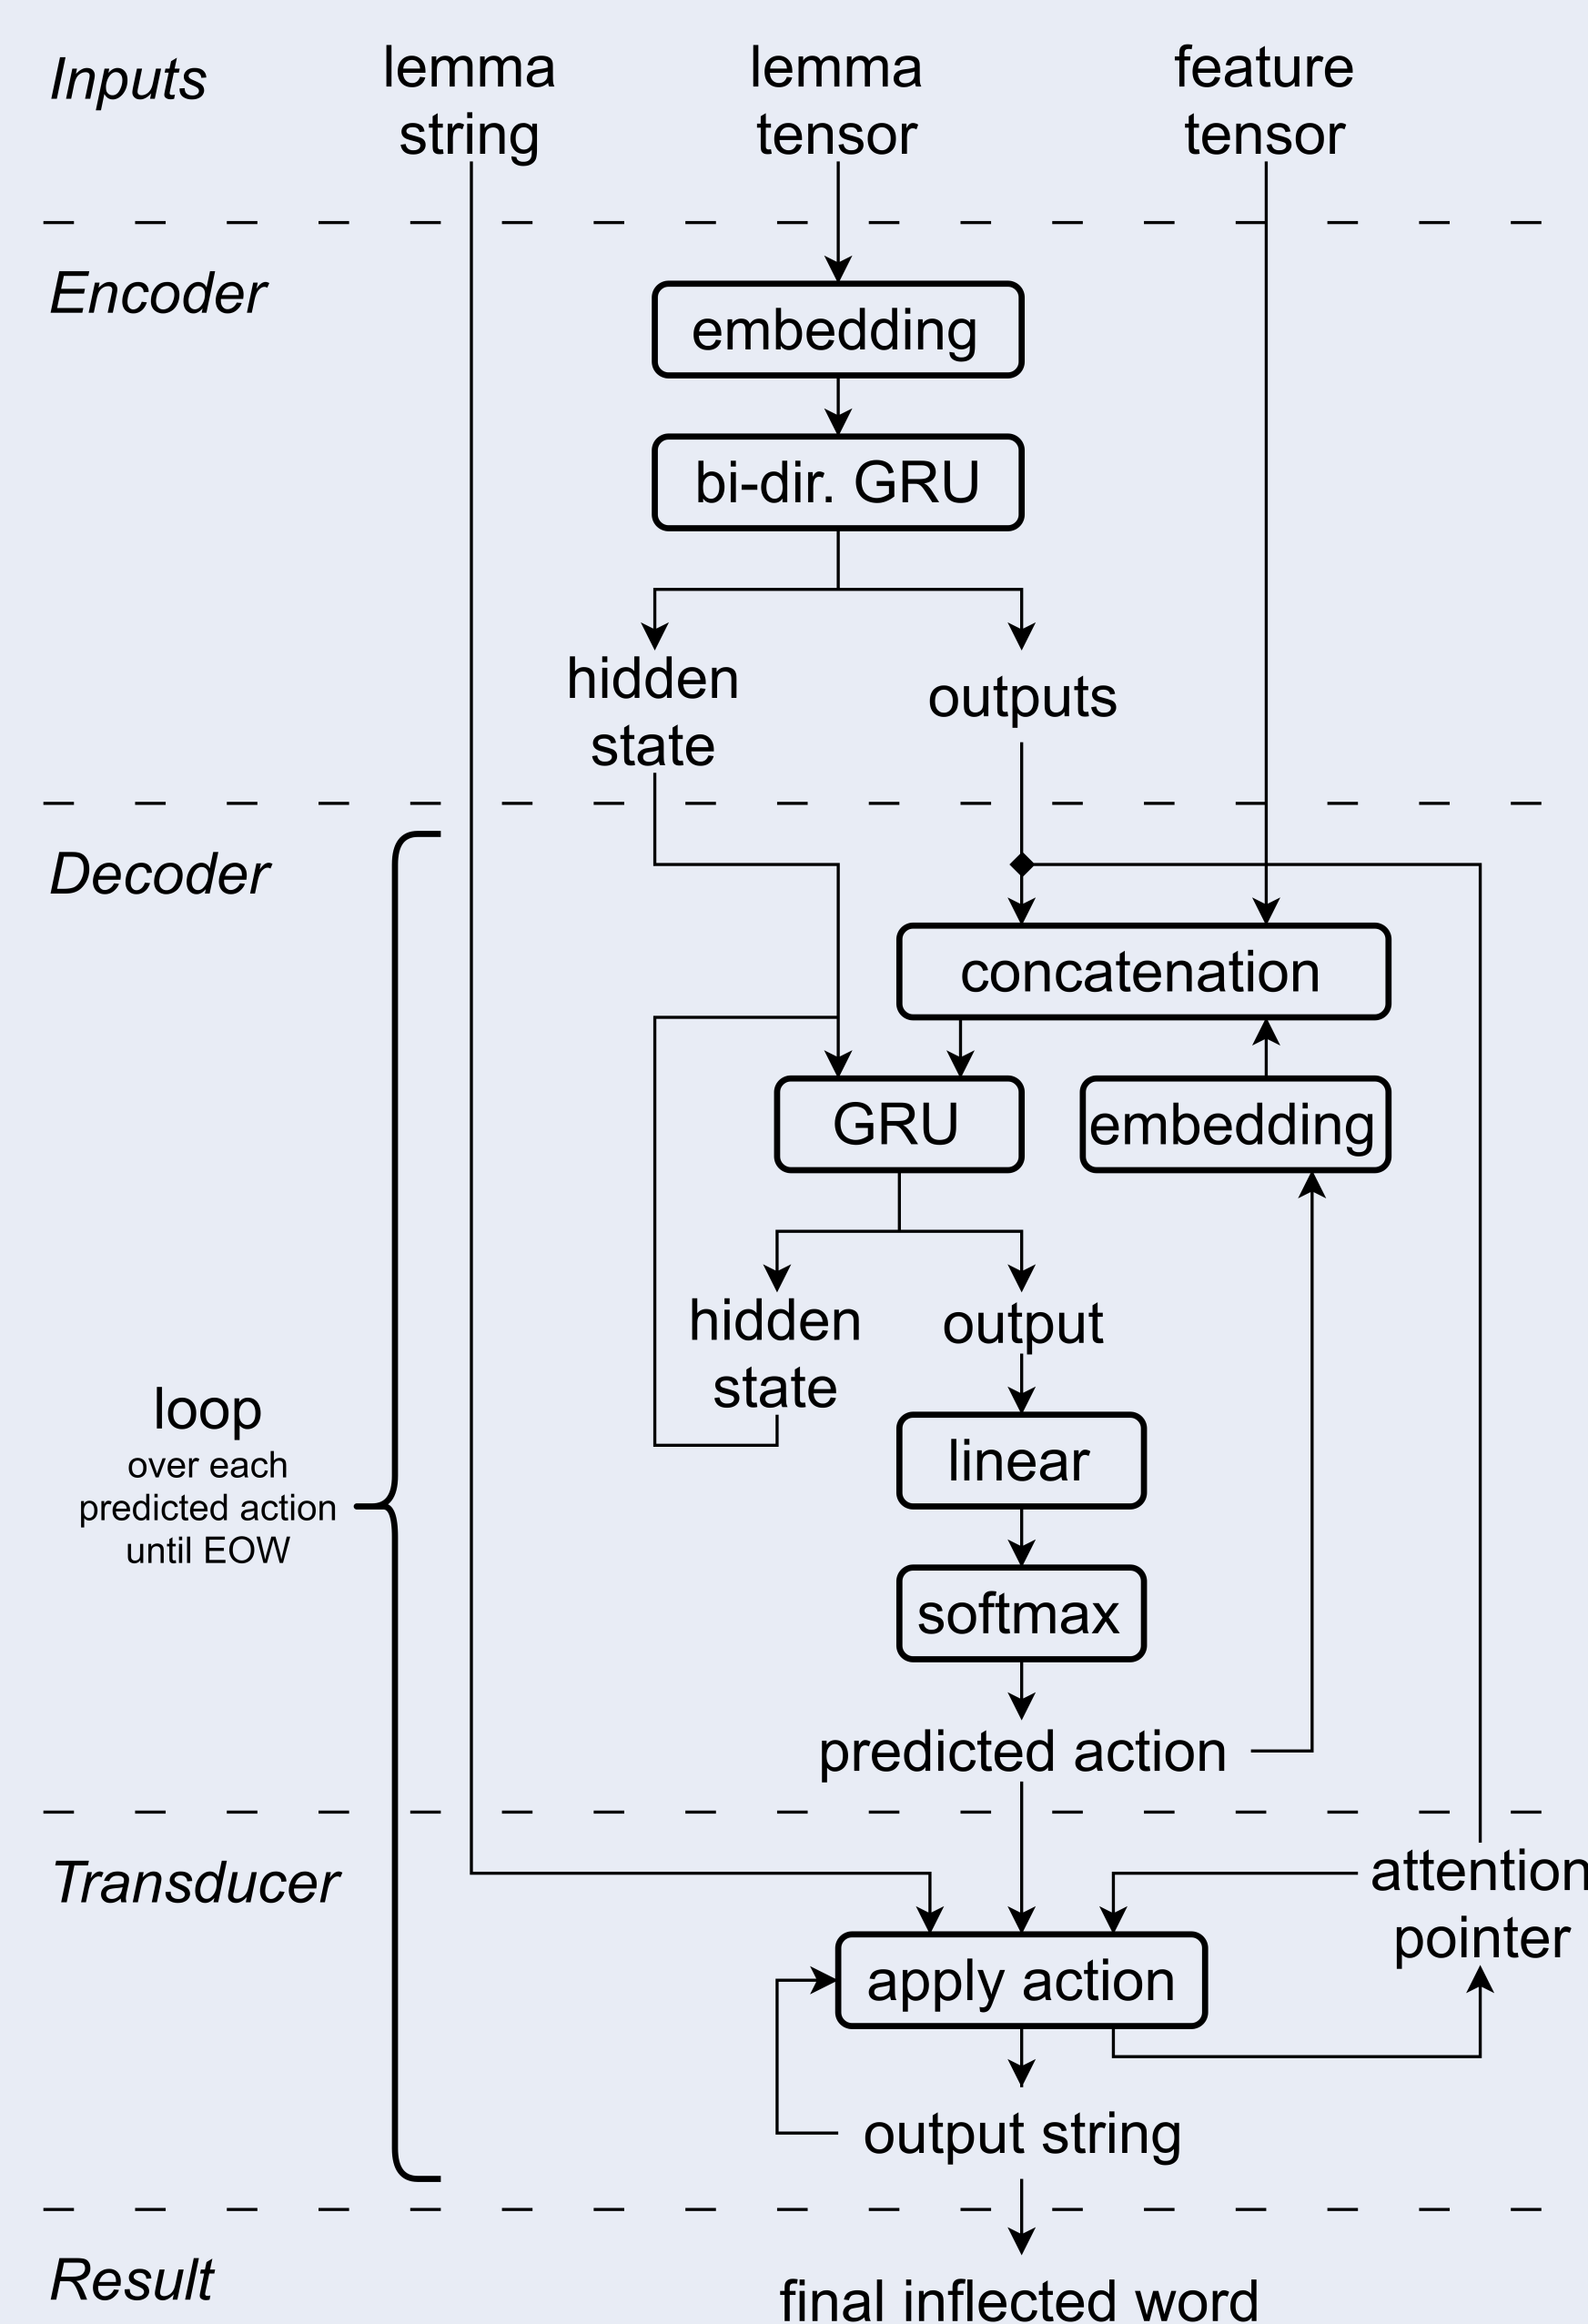 Inputs
lemma
string
lemma
tensor
feature
tensor
Encoder
embedding
bi-dir. GRU
hidden
state
outputs
Decoder
concatenation
GRU
embedding
hidden
state
output
loop
over each
predicted action
until EOW
linear
softmax
predicted action
Transducer
attention
pointer
apply action
output string
Result
final inflected word